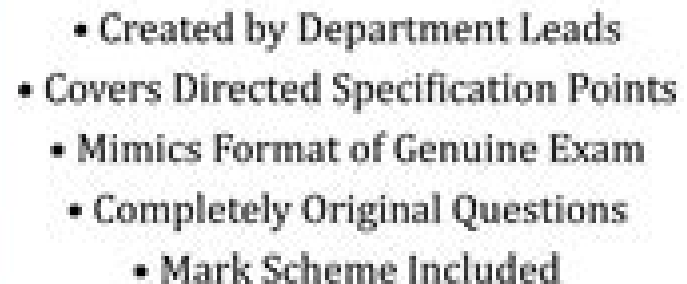 • Created by Department Leads
• Covers Directed Specification Points
• Mimics Format of Genuine Exam
• Completely Original Questions
• Mark Scheme Included